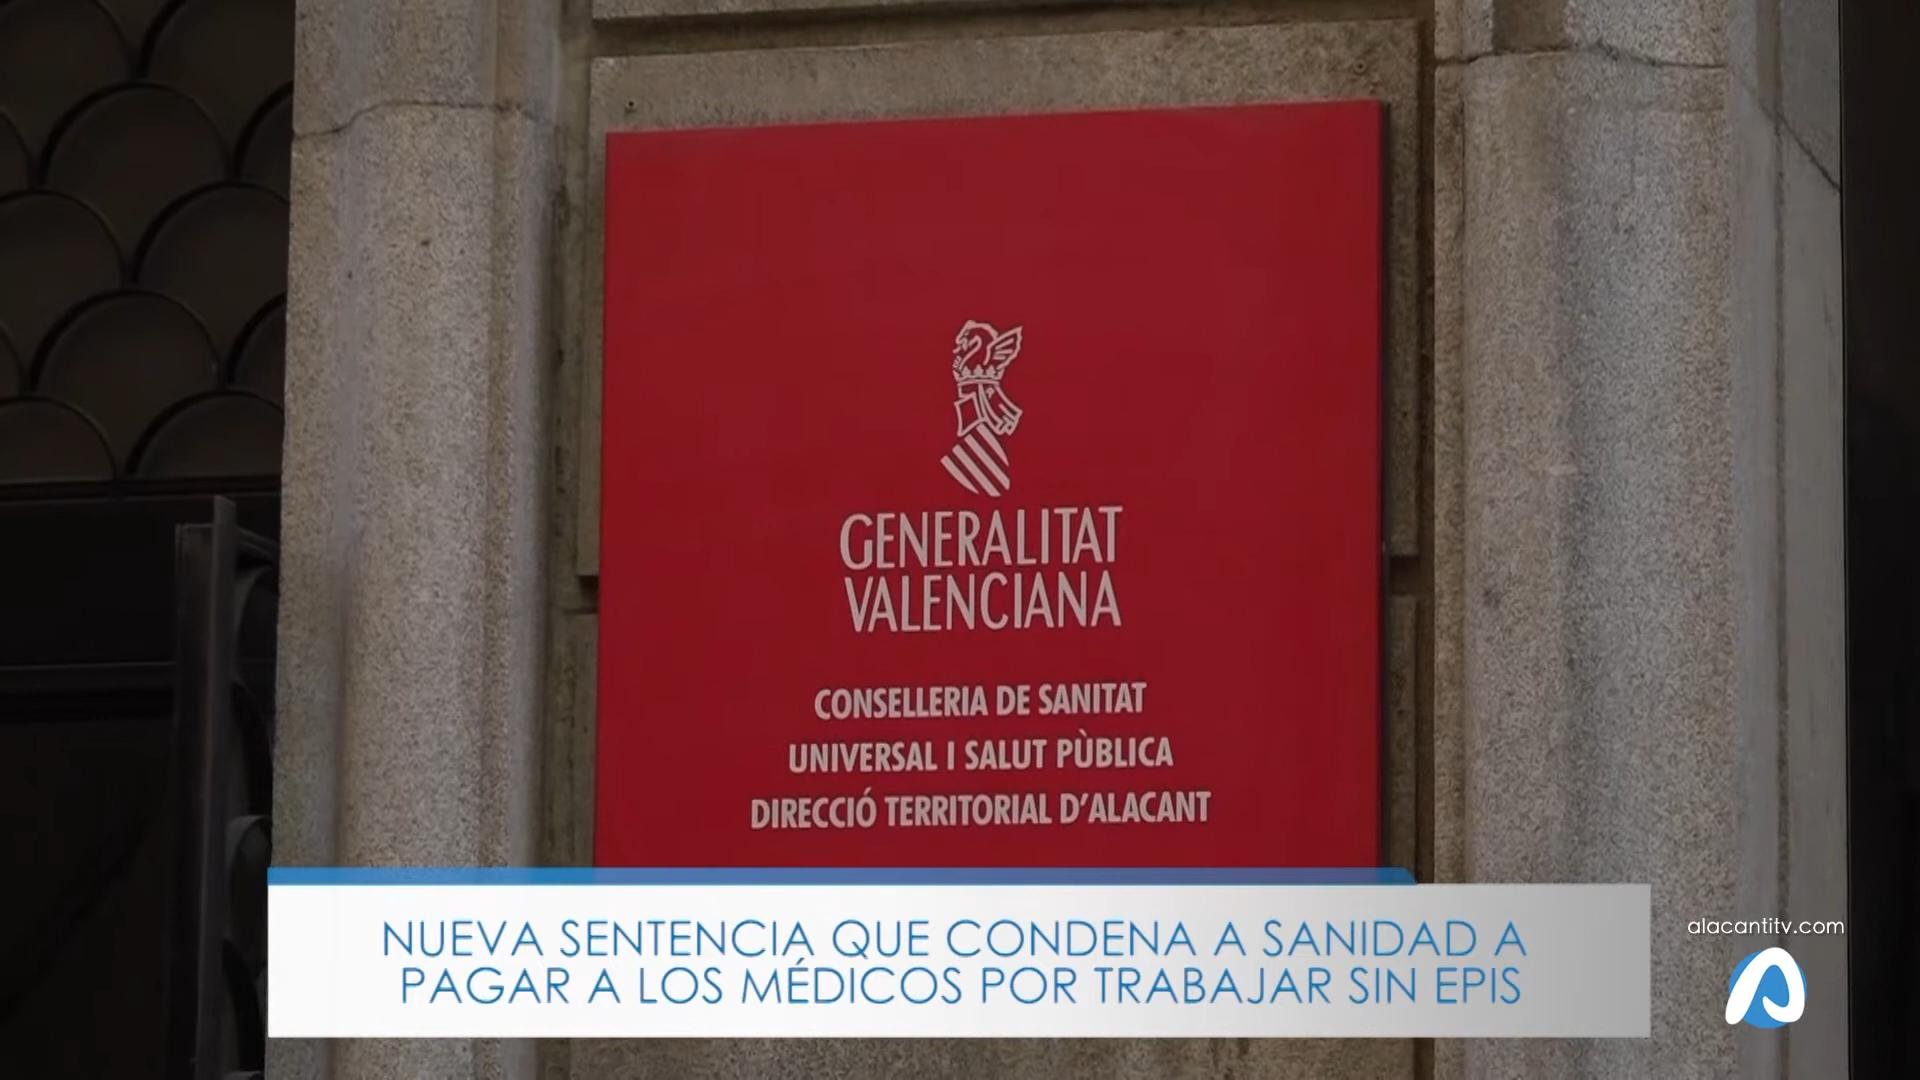 GENERALITAT
VALENCIANA
CONSELLERIA DE SANITAT
UNIVERSAL I SALUT PÙBLICA
DIRECCIÓ TERRITORIAL D'ALACANT
NUEVA SENTENCIA QUE CONDENA A SANIDAD A
PAGAR A LOS MÉDICOS POR TRABAJAR SIN EPIS
alacantitv.com